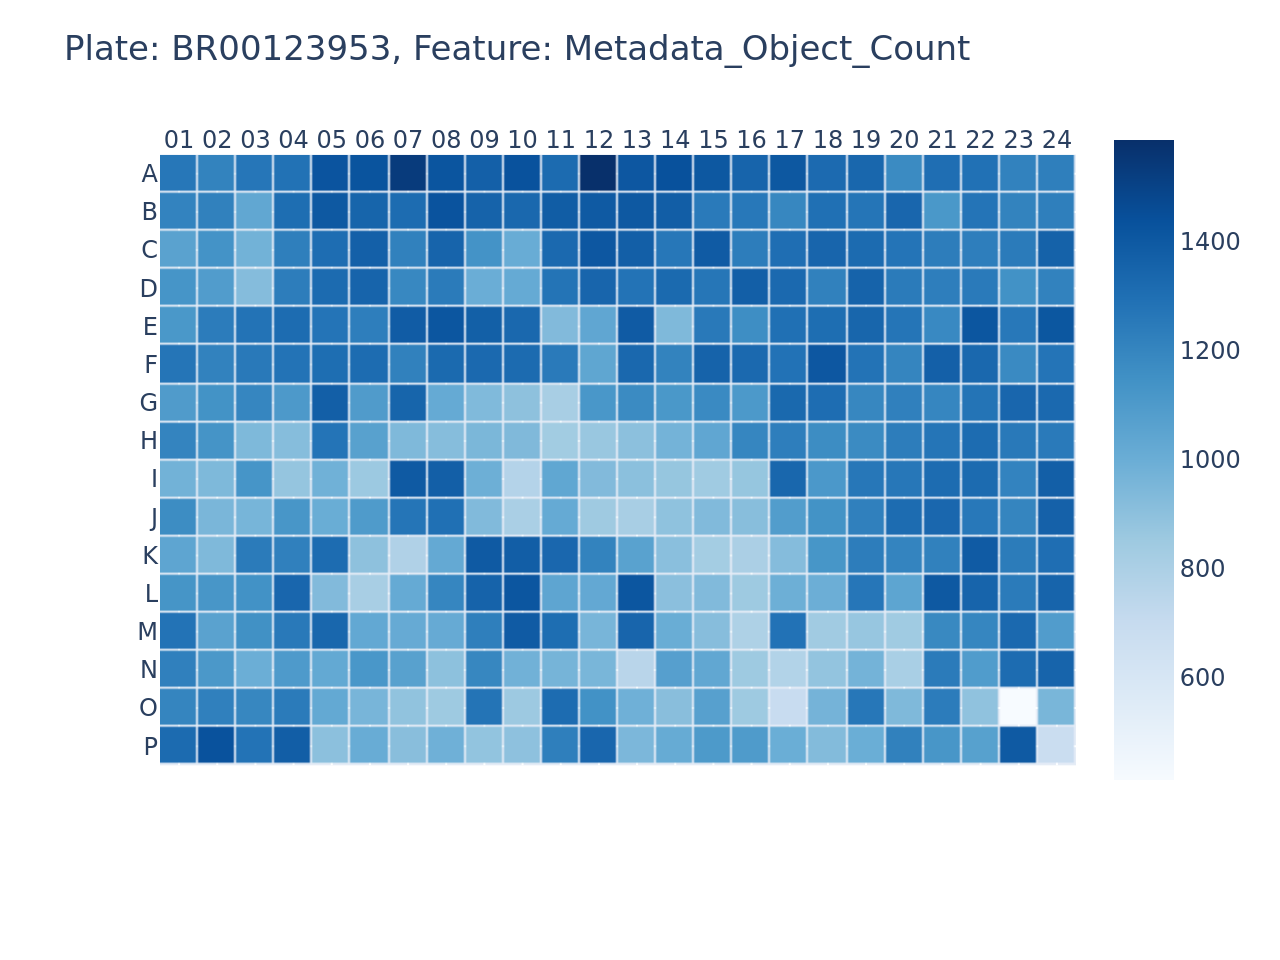 Plate: BR00123953, Feature: Metadata_Object_Count
01 02 03 04 05 06 07 08 09 10 11 12 13 14 15 16 17 18 19 20 21 22 23 24
A
B
C
D
E
F
G
H
I
J
K
L
M
N
O
P
1400
1200
1000
800
600